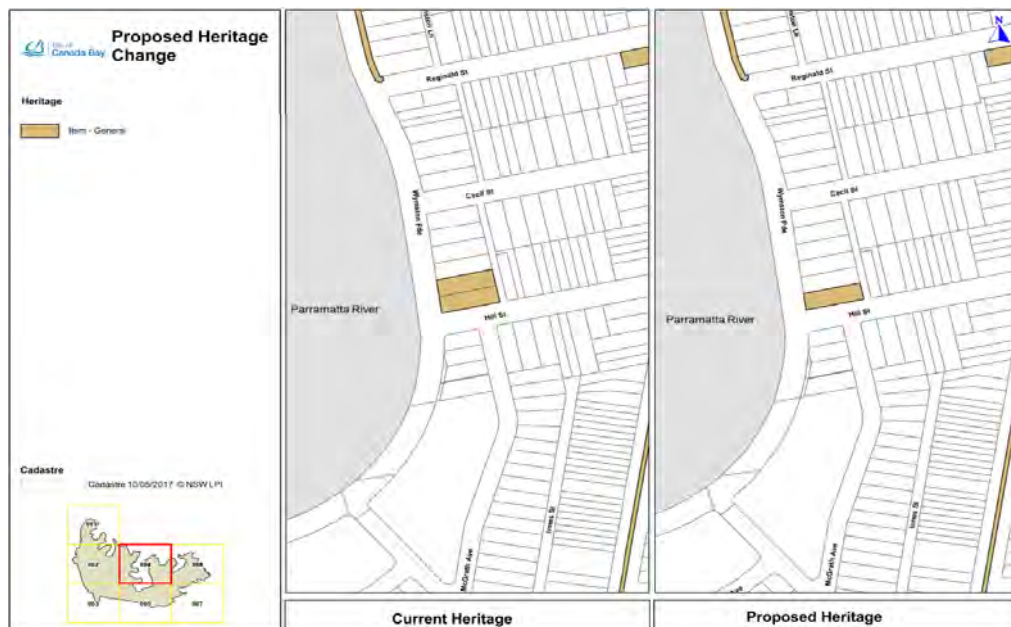 City of
Canada Bay
Proposed Heritage
Change
Heritage
Item - General
Cadastre
Cadastre 10/05/2017 © NSW LPI
Reginald St
Cecil St
Wymston Pde
Parramatta River
Hill St
Innes St
McGrath Ave
Current Heritage
N
Reginald St
Cecil St
Wymston Pde
Parramatta River
Hill St
Innes St
McGrath Ave
Proposed Heritage